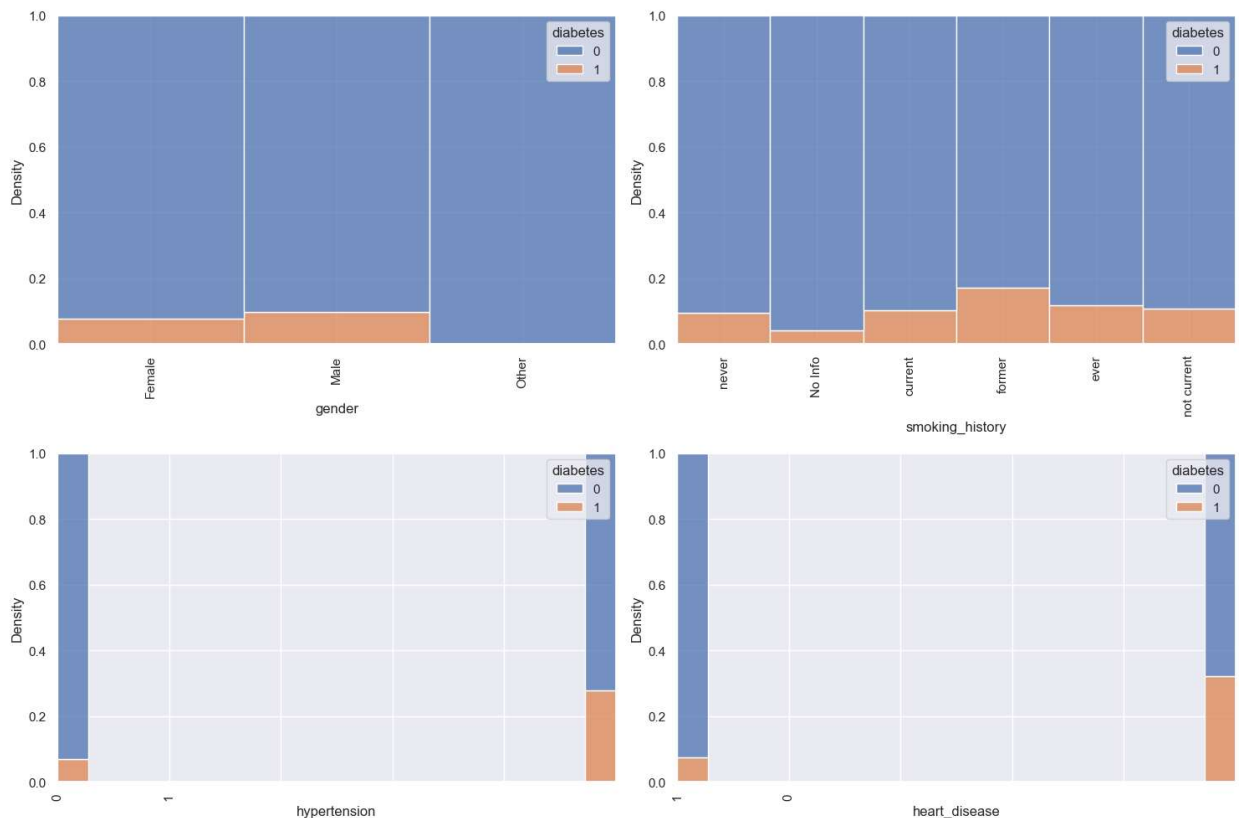 diabetes
0
1
1.0
0.8
0.6
0.4
0.2
0.0
Density
Female
Male
Other
gender
diabetes
0
1
1.0
0.8
0.6
0.4
0.2
0.0
Density
never
No Info
current
former
ever
not current
smoking_history
diabetes
0
1
1.0
0.8
0.6
0.4
0.2
0.0
Density
0
1
hypertension
diabetes
0
1
1.0
0.8
0.6
0.4
0.2
0.0
Density
1
0
heart_disease